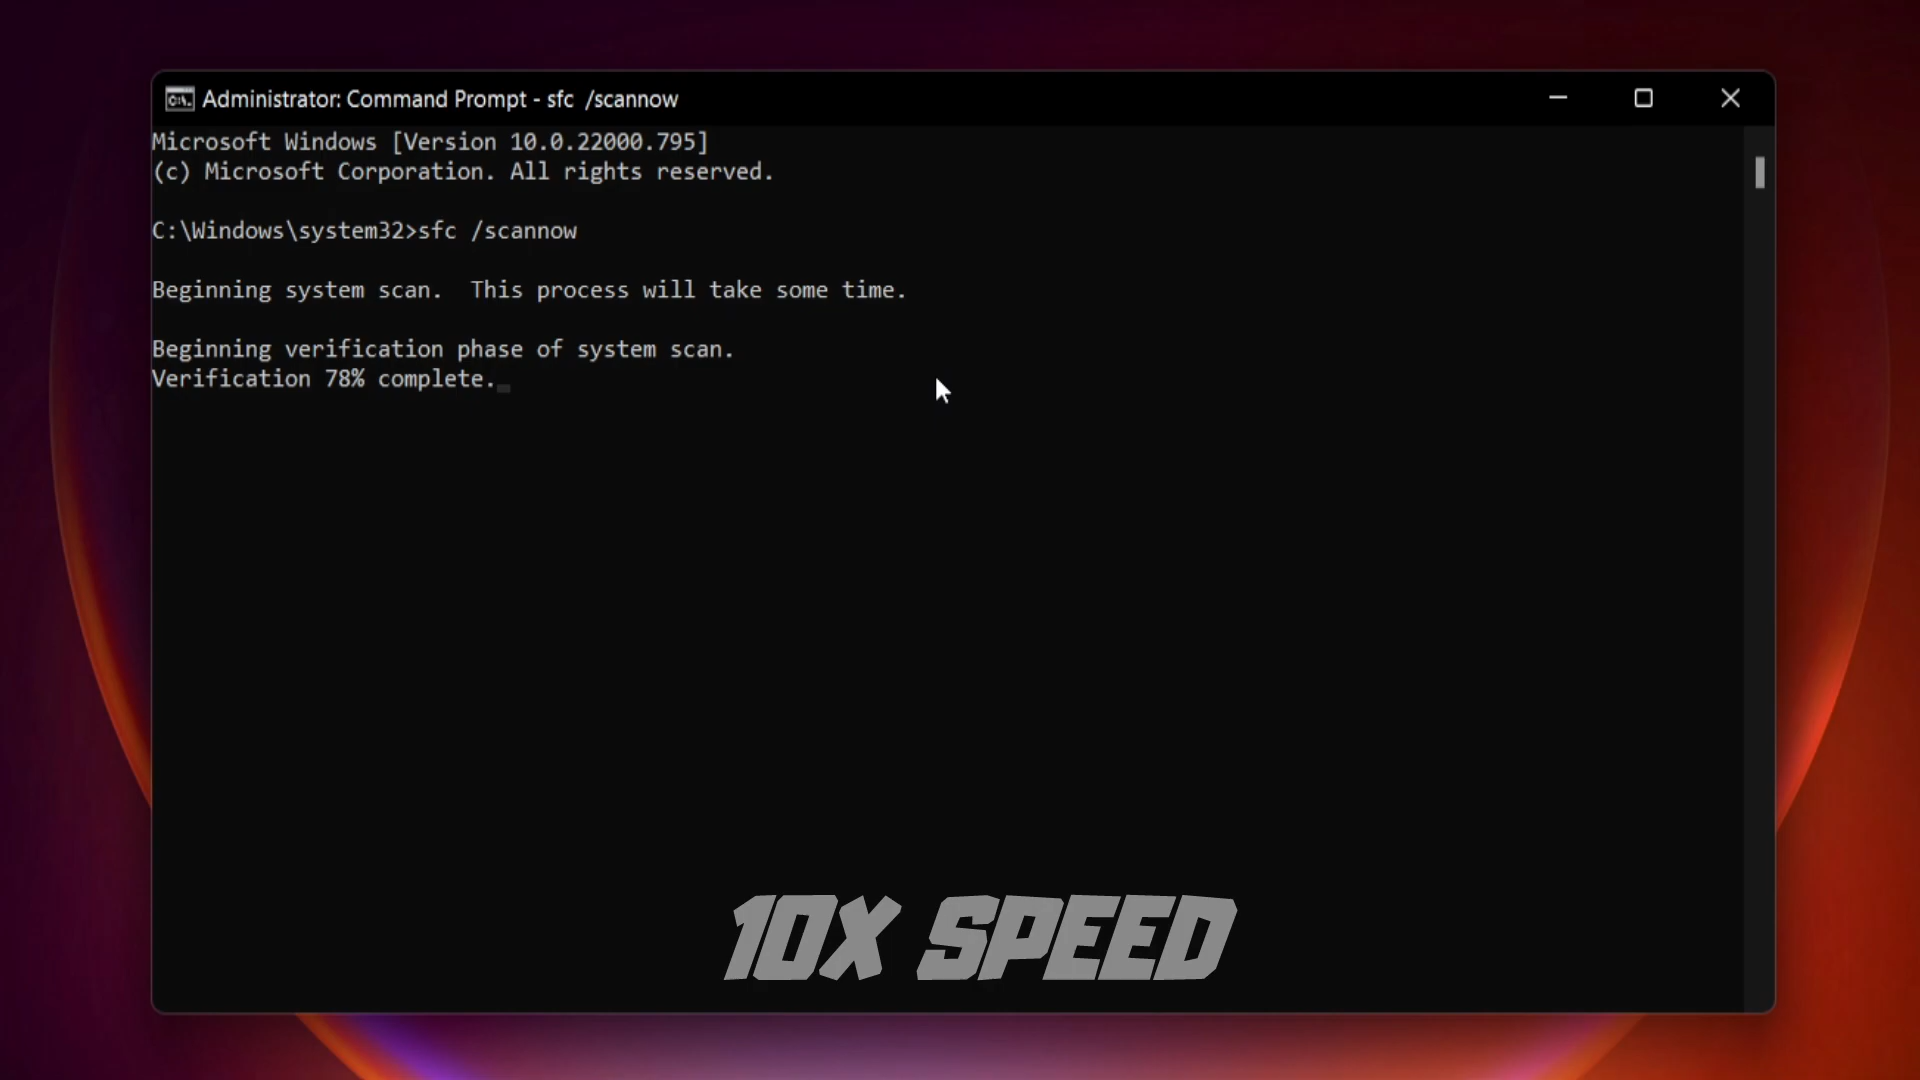 Administrator: Command Prompt - sfc  /scannow
Microsoft Windows [Version 10.0.22000.795]
(c) Microsoft Corporation. All rights reserved.
C:\Windows\system32>sfc /scannow
Beginning system scan.  This process will take some time.
Beginning verification phase of system scan.
Verification 78% complete.
10X SPEED